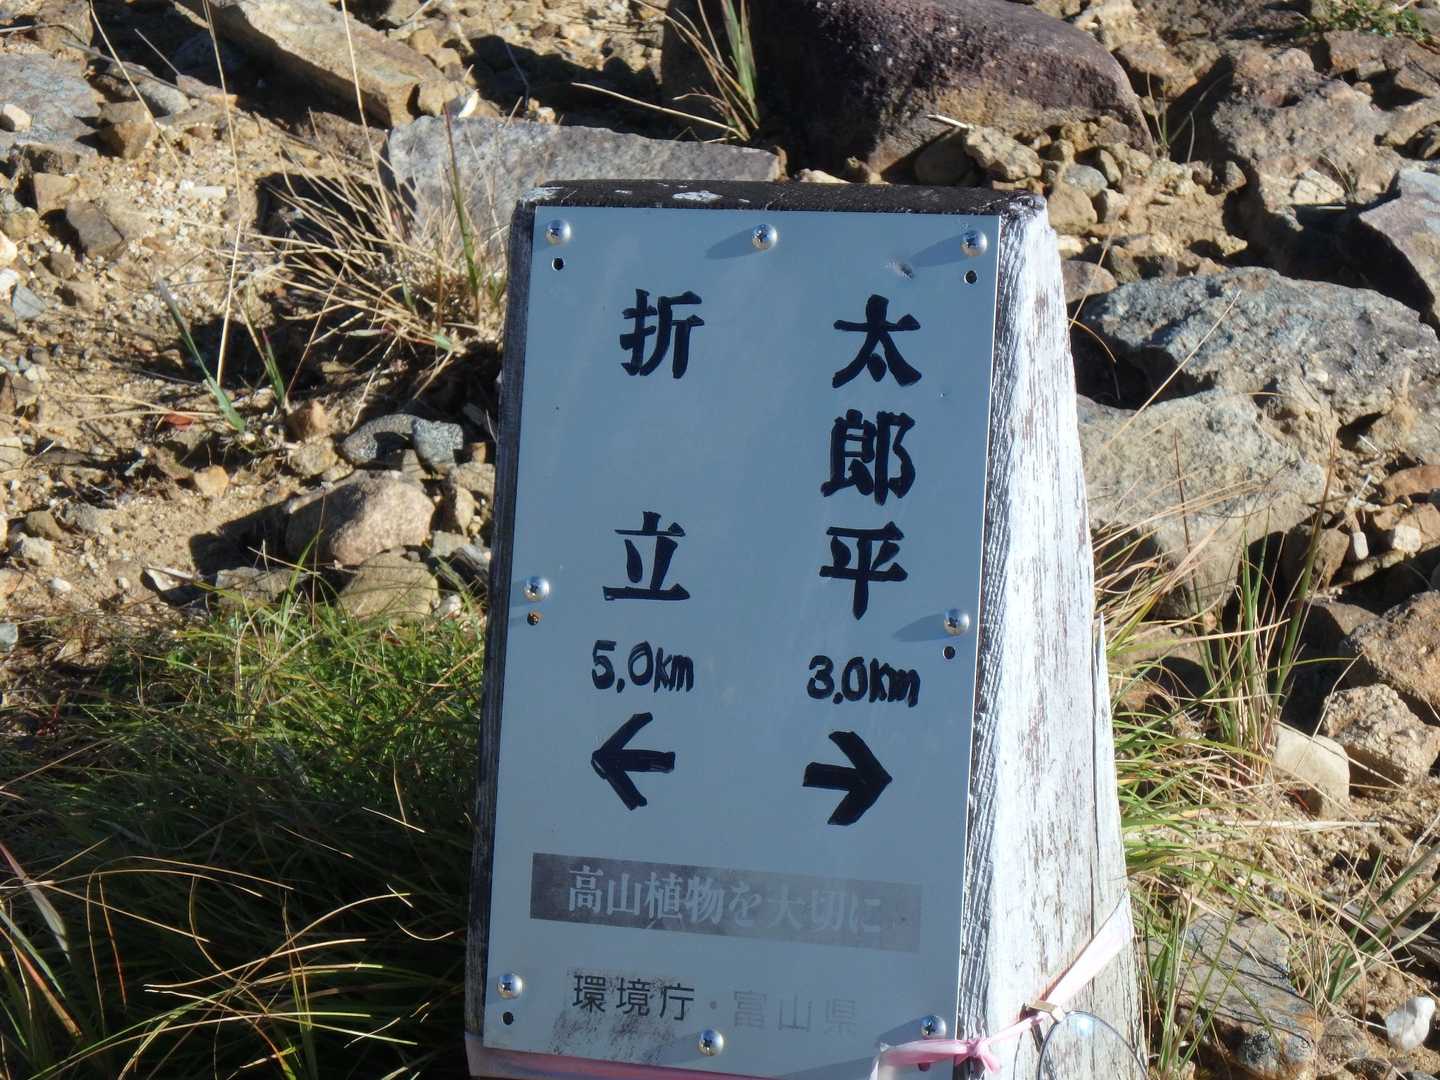 太郎平
3.0km
→
折立
5.0km
←
高山植物を大切に
環境庁・富山県